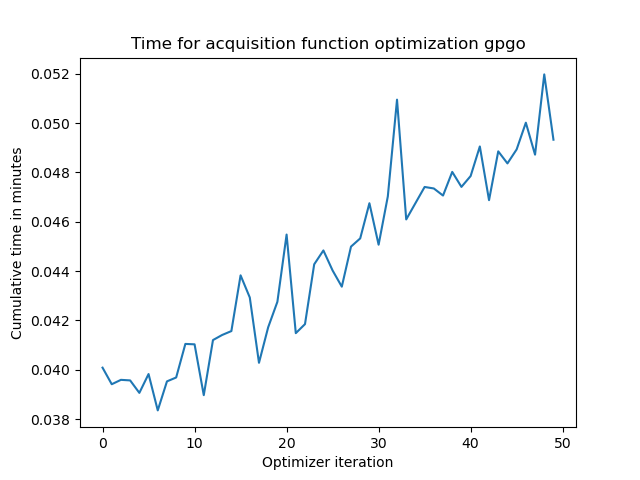 Time for acquisition function optimization gpgo
Cumulative time in minutes
0.052
0.050
0.048
0.046
0.044
0.042
0.040
0.038
0 10 20 30 40 50
Optimizer iteration